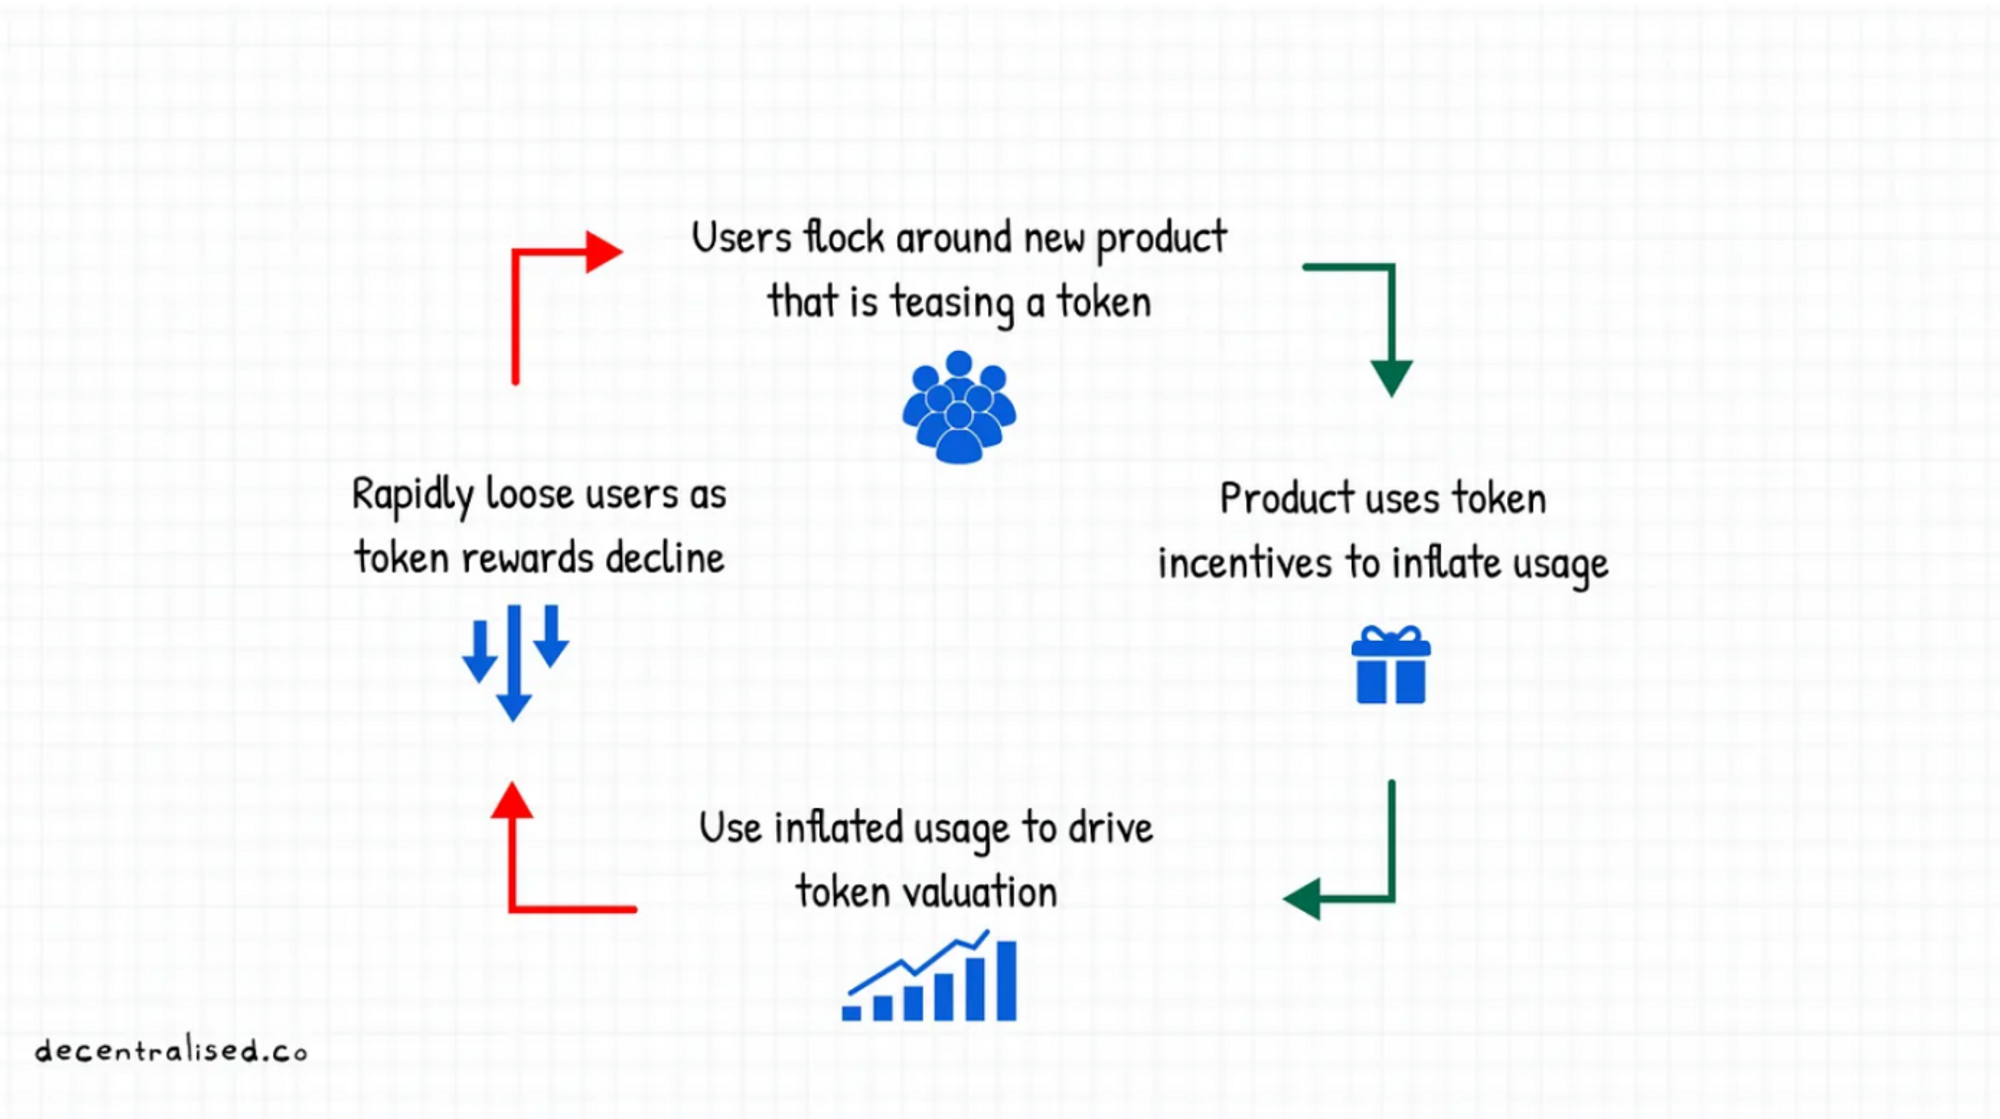 Users flock around new product
that is teasing a token
Rapidly loose users as
token rewards decline
Product uses token
incentives to inflate usage
Use inflated usage to drive
token valuation
decentralised.co